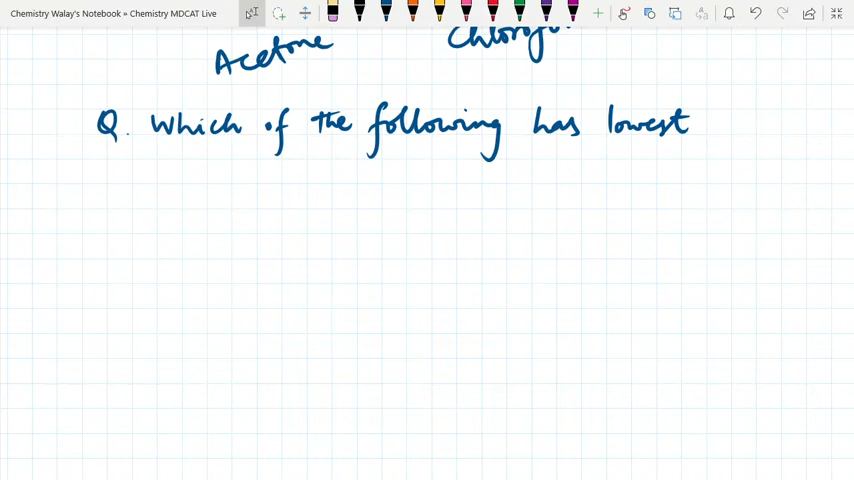 Chemistry Walay's Notebook » Chemistry MDCAT Live
Acetone
Q. Which of the following has lowest